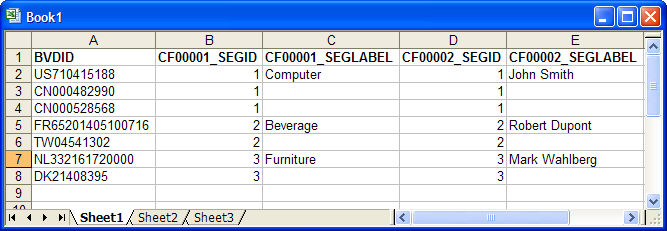 Book1
A B C D E
1 BVDID CF00001_SEGID CF00001_SEGLABEL CF00002_SEGID CF00002_SEGLABEL
2 US710415188 1 Computer 1 John Smith
3 CN000482990 1 1
4 CN000528568 1 1
5 FR65201405100716 2 Beverage 2 Robert Dupont
6 TW04541302 2 2
7 NL332161720000 3 Furniture 3 Mark Wahlberg
8 DK21408395 3 3
9
10
Sheet1 Sheet2 Sheet3